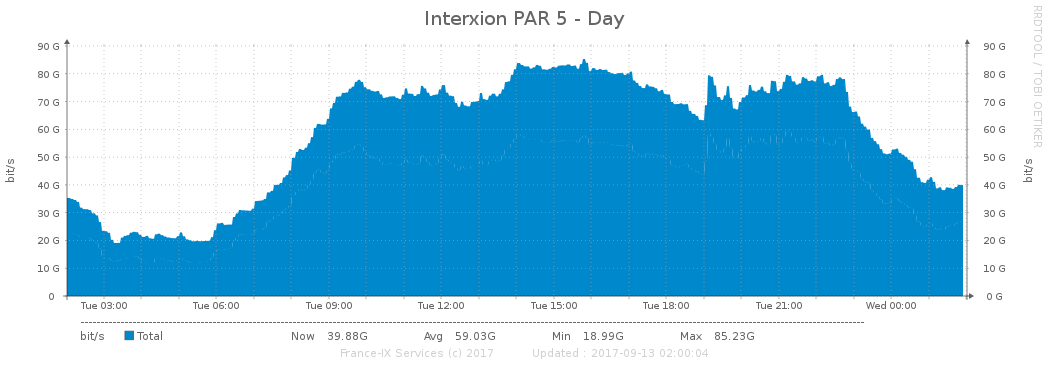 Interxion PAR 5 - Day
RRDTOOL / TOBI OETIKER
bit/s
90 G 90 G
80 G 80 G
70 G 70 G
60 G 60 G
50 G 50 G
40 G 40 G
30 G 30 G
20 G 20 G
10 G 10 G
0 0 G
bit/s
Tue 03:00 Tue 06:00 Tue 09:00 Tue 12:00 Tue 15:00 Tue 18:00 Tue 21:00 Wed 00:00
bit/s Total Now 39.88G Avg 59.03G Min 18.99G Max 85.23G
France-IX Services (c) 2017 Updated : 2017-09-13 02:00:04